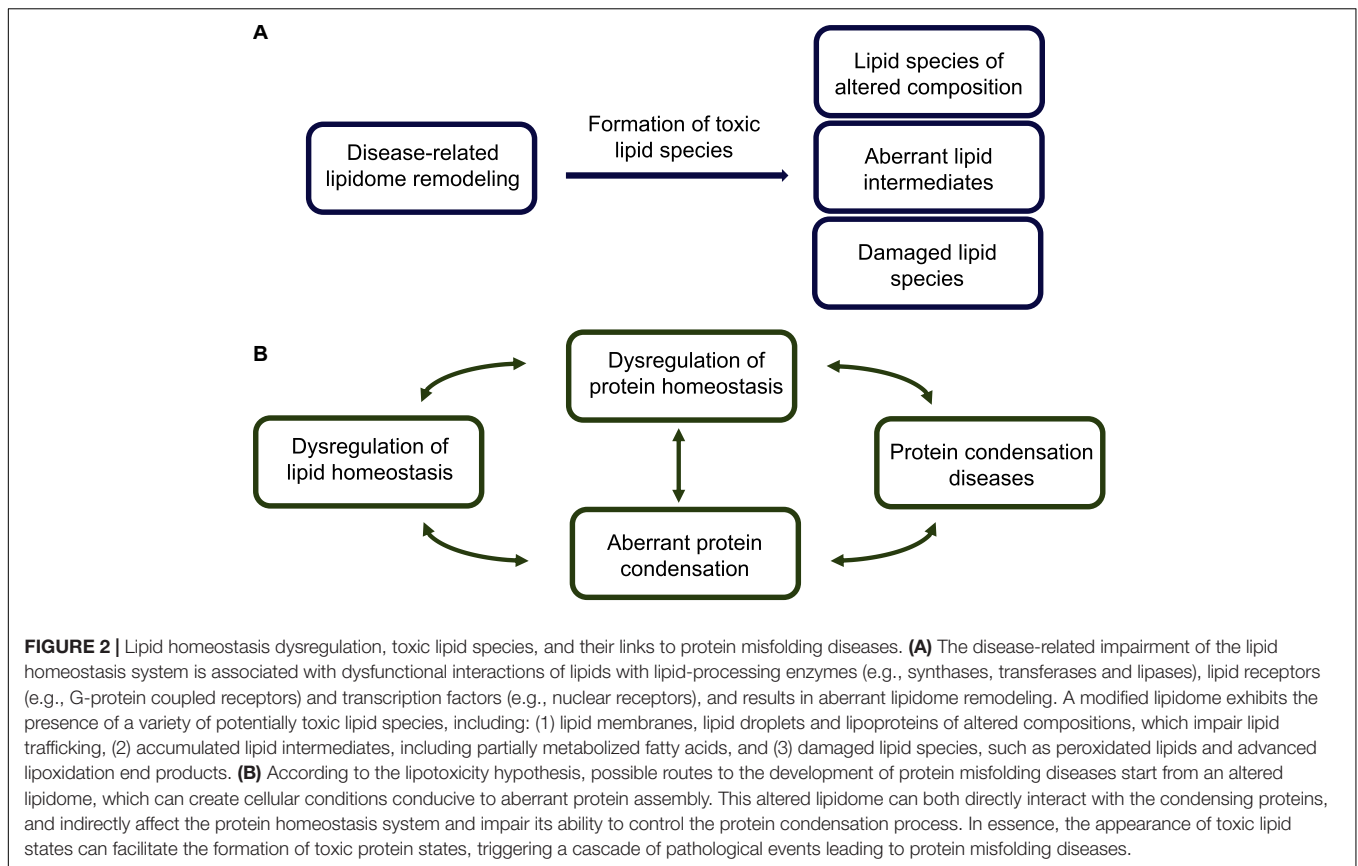 A
Disease-related
lipidome remodeling
Formation of toxic
lipid species
Lipid species of
altered composition
Aberrant lipid
intermediates
Damaged lipid
species
B
Dysregulation of
protein homeostasis
Dysregulation of
lipid homeostasis
Protein condensation
diseases
Aberrant protein
condensation
FIGURE 2 | Lipid homeostasis dysregulation, toxic lipid species, and their links to protein misfolding diseases. (A) The disease-related impairment of the lipid
homeostasis system is associated with dysfunctional interactions of lipids with lipid-processing enzymes (e.g., synthases, transferases and lipases), lipid receptors
(e.g., G-protein coupled receptors) and transcription factors (e.g., nuclear receptors), and results in aberrant lipidome remodeling. A modified lipidome exhibits the
presence of a variety of potentially toxic lipid species, including: (1) lipid membranes, lipid droplets and lipoproteins of altered compositions, which impair lipid
trafficking, (2) accumulated lipid intermediates, including partially metabolized fatty acids, and (3) damaged lipid species, such as peroxidated lipids and advanced
lipoxidation end products. (B) According to the lipotoxicity hypothesis, possible routes to the development of protein misfolding diseases start from an altered
lipidome, which can create cellular conditions conducive to aberrant protein assembly. This altered lipidome can both directly interact with the condensing proteins,
and indirectly affect the protein homeostasis system and impair its ability to control the protein condensation process. In essence, the appearance of toxic lipid
states can facilitate the formation of toxic protein states, triggering a cascade of pathological events leading to protein misfolding diseases.